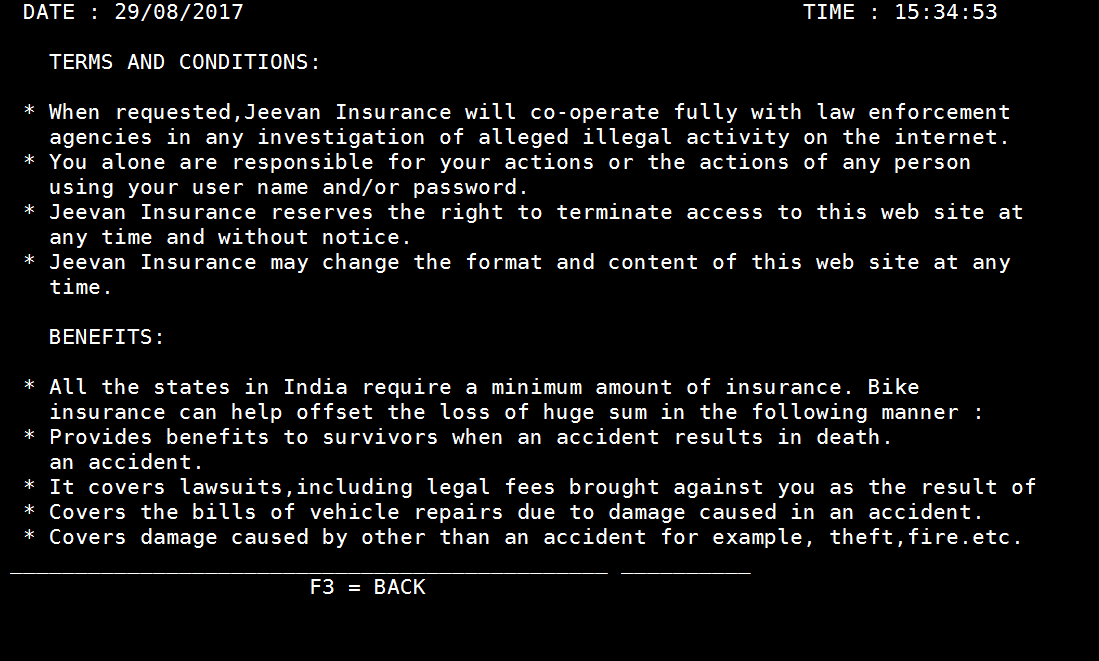 DATE : 29/08/2017 TIME : 15:34:53
TERMS AND CONDITIONS:
* When requested,Jeevan Insurance will co-operate fully with law enforcement
agencies in any investigation of alleged illegal activity on the internet.
* You alone are responsible for your actions or the actions of any person
using your user name and/or password.
* Jeevan Insurance reserves the right to terminate access to this web site at
any time and without notice.
* Jeevan Insurance may change the format and content of this web site at any
time.
BENEFITS:
* All the states in India require a minimum amount of insurance. Bike
insurance can help offset the loss of huge sum in the following manner :
* Provides benefits to survivors when an accident results in death.
an accident.
* It covers lawsuits,including legal fees brought against you as the result of
* Covers the bills of vehicle repairs due to damage caused in an accident.
* Covers damage caused by other than an accident for example, theft,fire.etc.
F3 = BACK